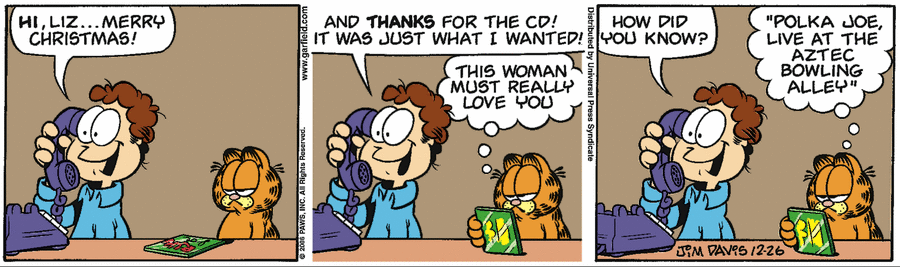 HI, LIZ...MERRY
CHRISTMAS!
© 2006 PAWS, INC. All Rights Reserved.
www.garfield.com
AND THANKS FOR THE CD!
IT WAS JUST WHAT I WANTED!
THIS WOMAN
MUST REALLY
LOVE YOU
Distributed by Universal Press Syndicate
HOW DID
YOU KNOW?
"POLKA JOE,
LIVE AT THE
AZTEC
BOWLING
ALLEY"
JIM DAVIS 12-26